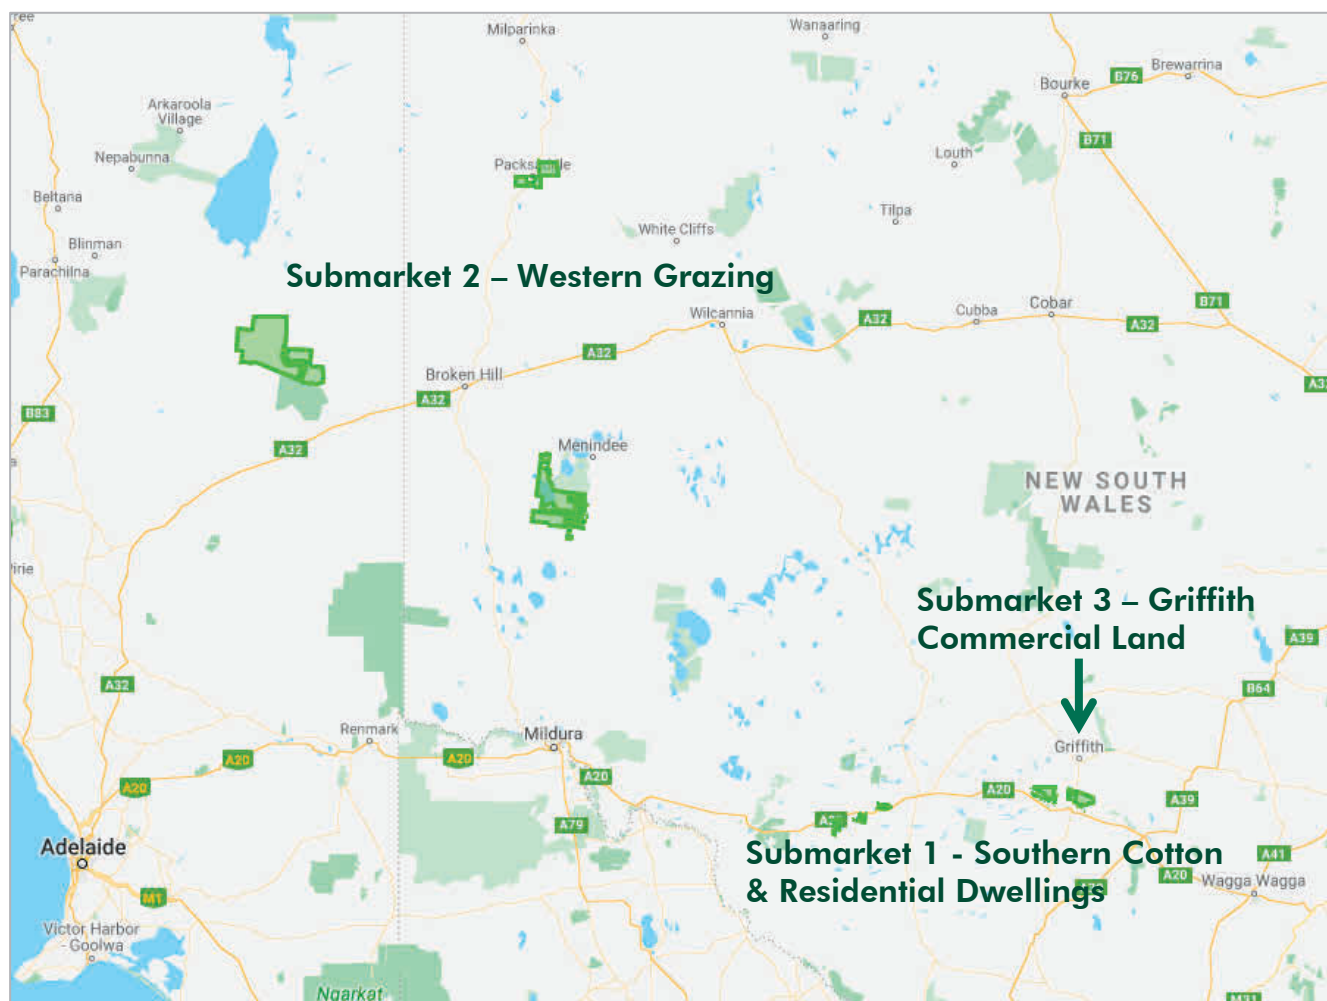 ree
Milparinka
Wanaaring
Bourke
B76
Brewarrina
Arkaroola
Village
B71
Nepabunna
Louth
Beltana
Tilpa
White Cliffs
Blinman
Parachilna
Submarket 2 – Western Grazing
Wilcannia
A32
Cubba
Cobar
A32
B71
A32
Broken Hill
A32
B83
A32
Menindee
NEW SOUTH
WALES
irie
Submarket 3 – Griffith
Commercial Land
A39
A32
B64
Renmark
Mildura
Griffith
A20
A20
A20
A20
A20
A39
A79
Adelaide
Submarket 1 - Southern Cotton
& Residential Dwellings
A41
A20
Wagga Wagga
M1
Victor Harbor
- Goolwa
Ngarkat
M31